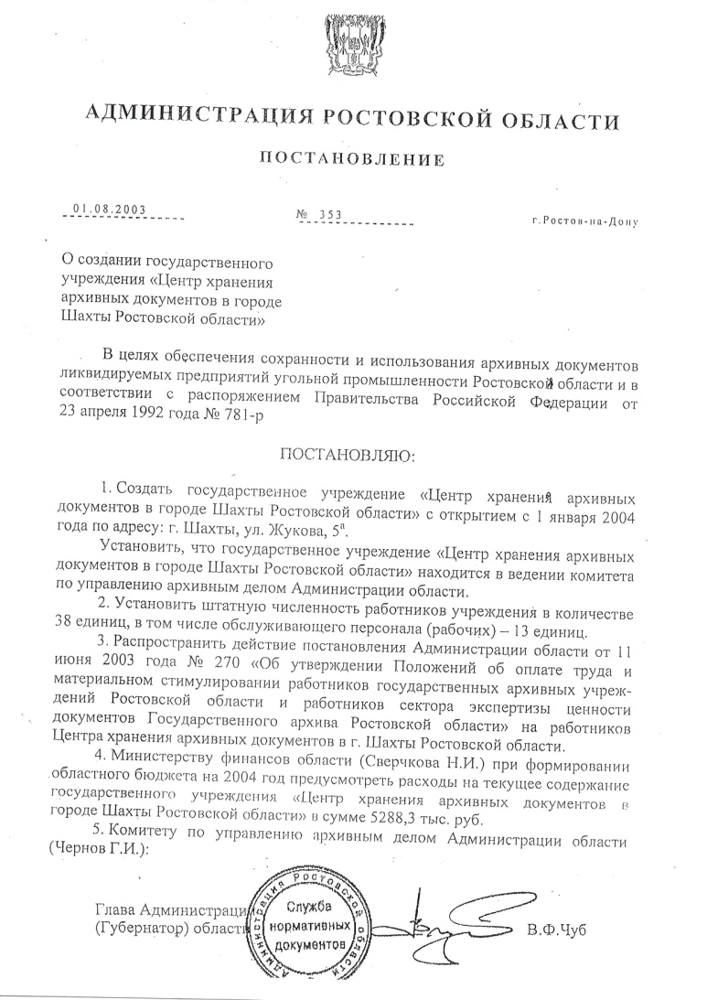 АДМИНИСТРАЦИЯ РОСТОВСКОЙ ОБЛАСТИ
ПОСТАНОВЛЕНИЕ
01.08.2003 № 353 г.Ростов-на-Дону
О создании государственного
учреждения «Центр хранения
архивных документов в городе
Шахты Ростовской области»
В целях обеспечения сохранности и использования архивных документов
ликвидируемых предприятий угольной промышленности Ростовской области и в
соответствии с распоряжением Правительства Российской Федерации от
23 апреля 1992 года № 781-р
ПОСТАНОВЛЯЮ:
1. Создать государственное учреждение «Центр хранений архивных
документов в городе Шахты Ростовской области» с открытием с 1 января 2004
года по адресу: г. Шахты, ул. Жукова, 5ª.
Установить, что государственное учреждение «Центр хранения архивных
документов в городе Шахты Ростовской области» находится в ведении комитета
по управлению архивным делом Администрации области.
2. Установить штатную численность работников учреждения в количестве
38 единиц, в том числе обслуживающего персонала (рабочих) – 13 единиц.
3. Распространить действие постановления Администрации области от 11
июня 2003 года № 270 «Об утверждении Положений об оплате труда и
материальном стимулировании работников государственных архивных учреж-
дений Ростовской области и работников сектора экспертизы ценности
документов Государственного архива Ростовской области» на работников
Центра хранения архивных документов в г. Шахты Ростовской области.
4. Министерству финансов области (Сверчкова Н.И.) при формировании
областного бюджета на 2004 год предусмотреть расходы на текущее содержание
государственного учреждения «Центр хранения архивных документов в
городе Шахты Ростовской области» в сумме 5288,3 тыс. руб.
5. Комитету по управлению архивным делом Администрации области
(Чернов Г.И.):
Глава Администраци
(Губернатор) област
В.Ф.Чуб
Администрация Ростовской области
Служба
нормативных
документов